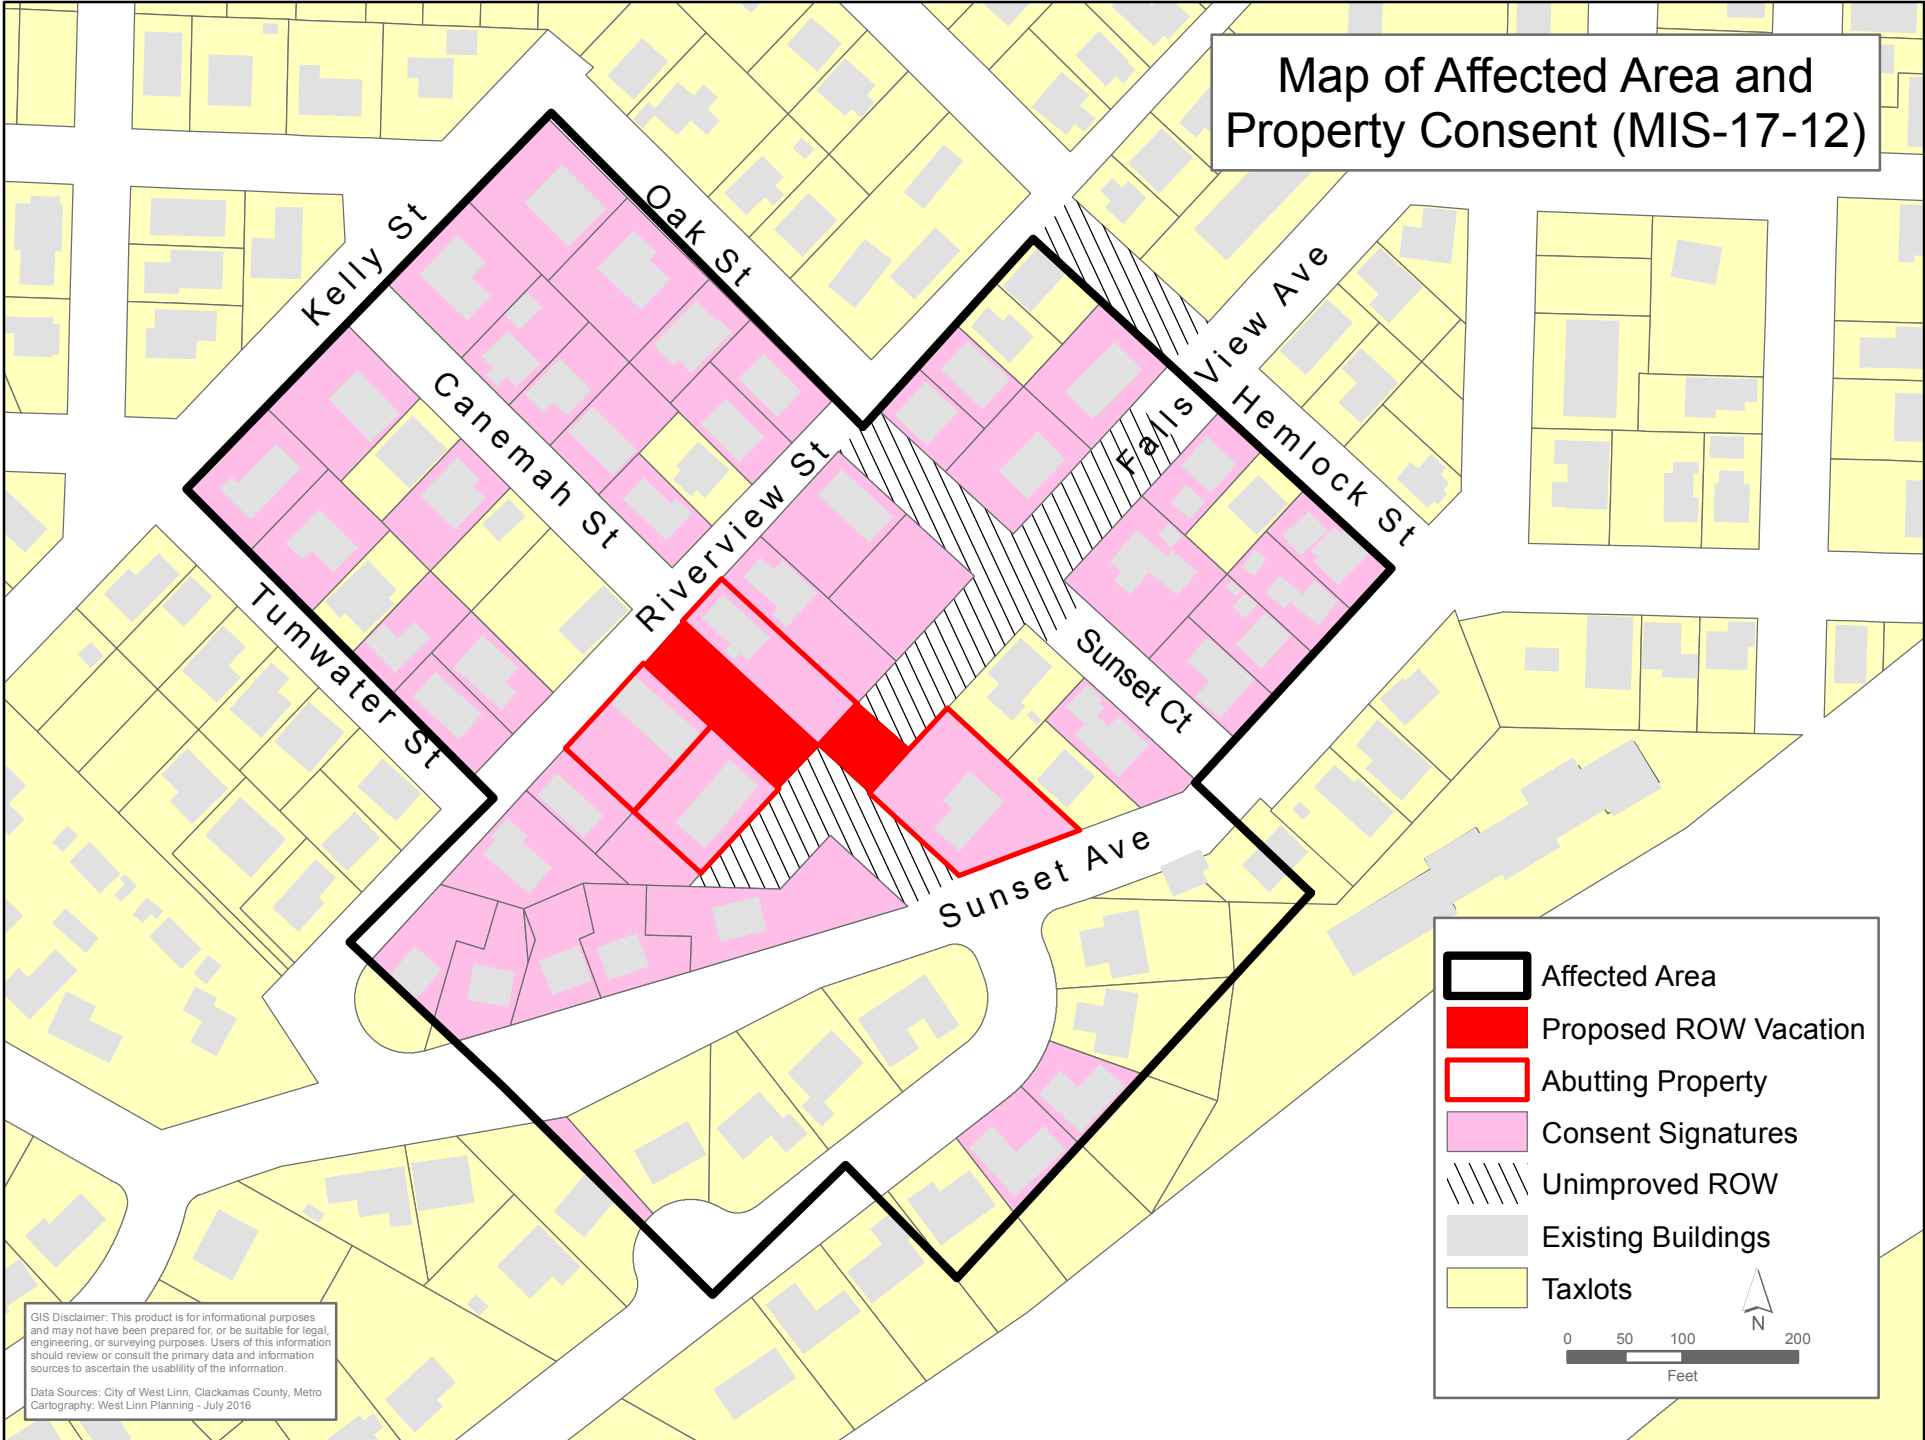 Map of Affected Area and
Property Consent (MIS-17-12)
Kelly St
Oak St
Canemah St
Falls View Ave
Hemlock St
Riverview St
Tumwater St
Sunset Ct
Sunset Ave
Affected Area
Proposed ROW Vacation
Abutting Property
Consent Signatures
Unimproved ROW
Existing Buildings
Taxlots
N
0 50 100 200
Feet
GIS Disclaimer: This product is for informational purposes
and may not have been prepared for, or be suitable for legal,
engineering, or surveying purposes. Users of this information
should review or consult the primary data and information
sources to ascertain the usablility of the information.
Data Sources: City of West Linn, Clackamas County, Metro
Cartography: West Linn Planning - July 2016